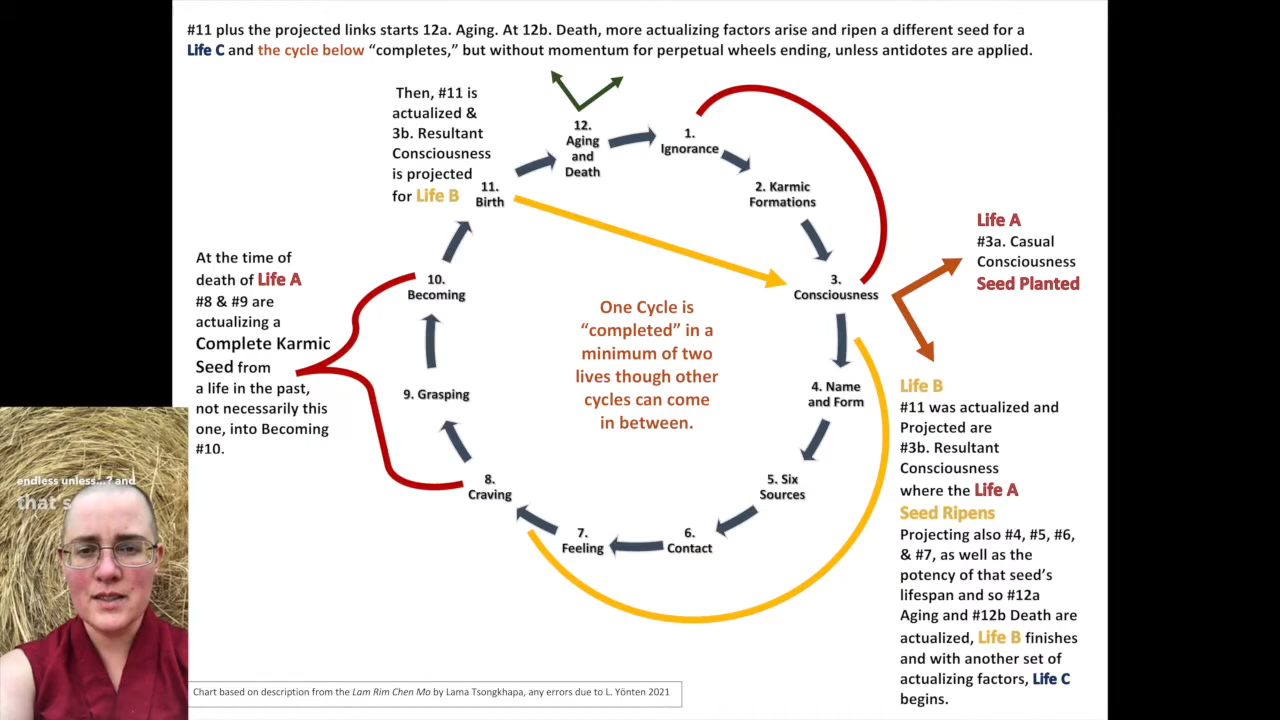 #11 plus the projected links starts 12a. Aging. At 12b. Death, more actualizing factors arise and ripen a different seed for a
Life C and the cycle below “completes,” but without momentum for perpetual wheels ending, unless antidotes are applied.
Then, #11 is
actualized &
3b. Resultant
Consciousness
is projected
for Life B
12.
Aging
and
Death
1.
Ignorance
2. Karmic
Formations
3.
Consciousness
4. Name
and Form
5. Six
Sources
6.
Contact
7.
Feeling
8.
Craving
9. Grasping
10.
Becoming
11.
Birth
One Cycle is
“completed” in a
minimum of two
lives though other
cycles can come
in between.
At the time of
death of Life A
#8 & #9 are
actualizing a
Complete Karmic
Seed from
a life in the past,
not necessarily this
one, into Becoming
#10.
Life A
#3a. Casual
Consciousness
Seed Planted
Life B
#11 was actualized and
Projected are
#3b. Resultant
Consciousness
where the Life A
Seed Ripens
Projecting also #4, #5, #6,
& #7, as well as the
potency of that seed’s
lifespan and so #12a
Aging and #12b Death are
actualized, Life B finishes
and with another set of
actualizing factors, Life C
begins.
endless unless...? and
that
Chart based on description from the Lam Rim Chen Mo by Lama Tsongkhapa, any errors due to L. Yönten 2021